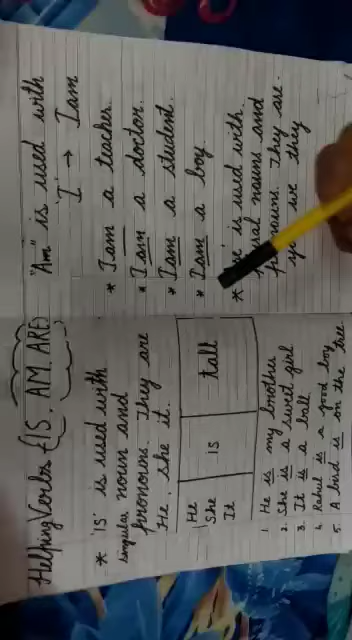 Helping Verbs {IS, AM, ARE}
* 'IS' is used with
singular noun and
pronouns. They are
He, she it.
He
She is tall
It
1. He is my brother
2. She is a sweet girl
3. It is a ball
4. Rahul is a good boy
5. A bird is on the tree
"Am" is used with
'I' → I am
* I am a teacher.
* I am a doctor.
* I am a student.
* I am a boy
* is used with
nouns and
They are.
we they